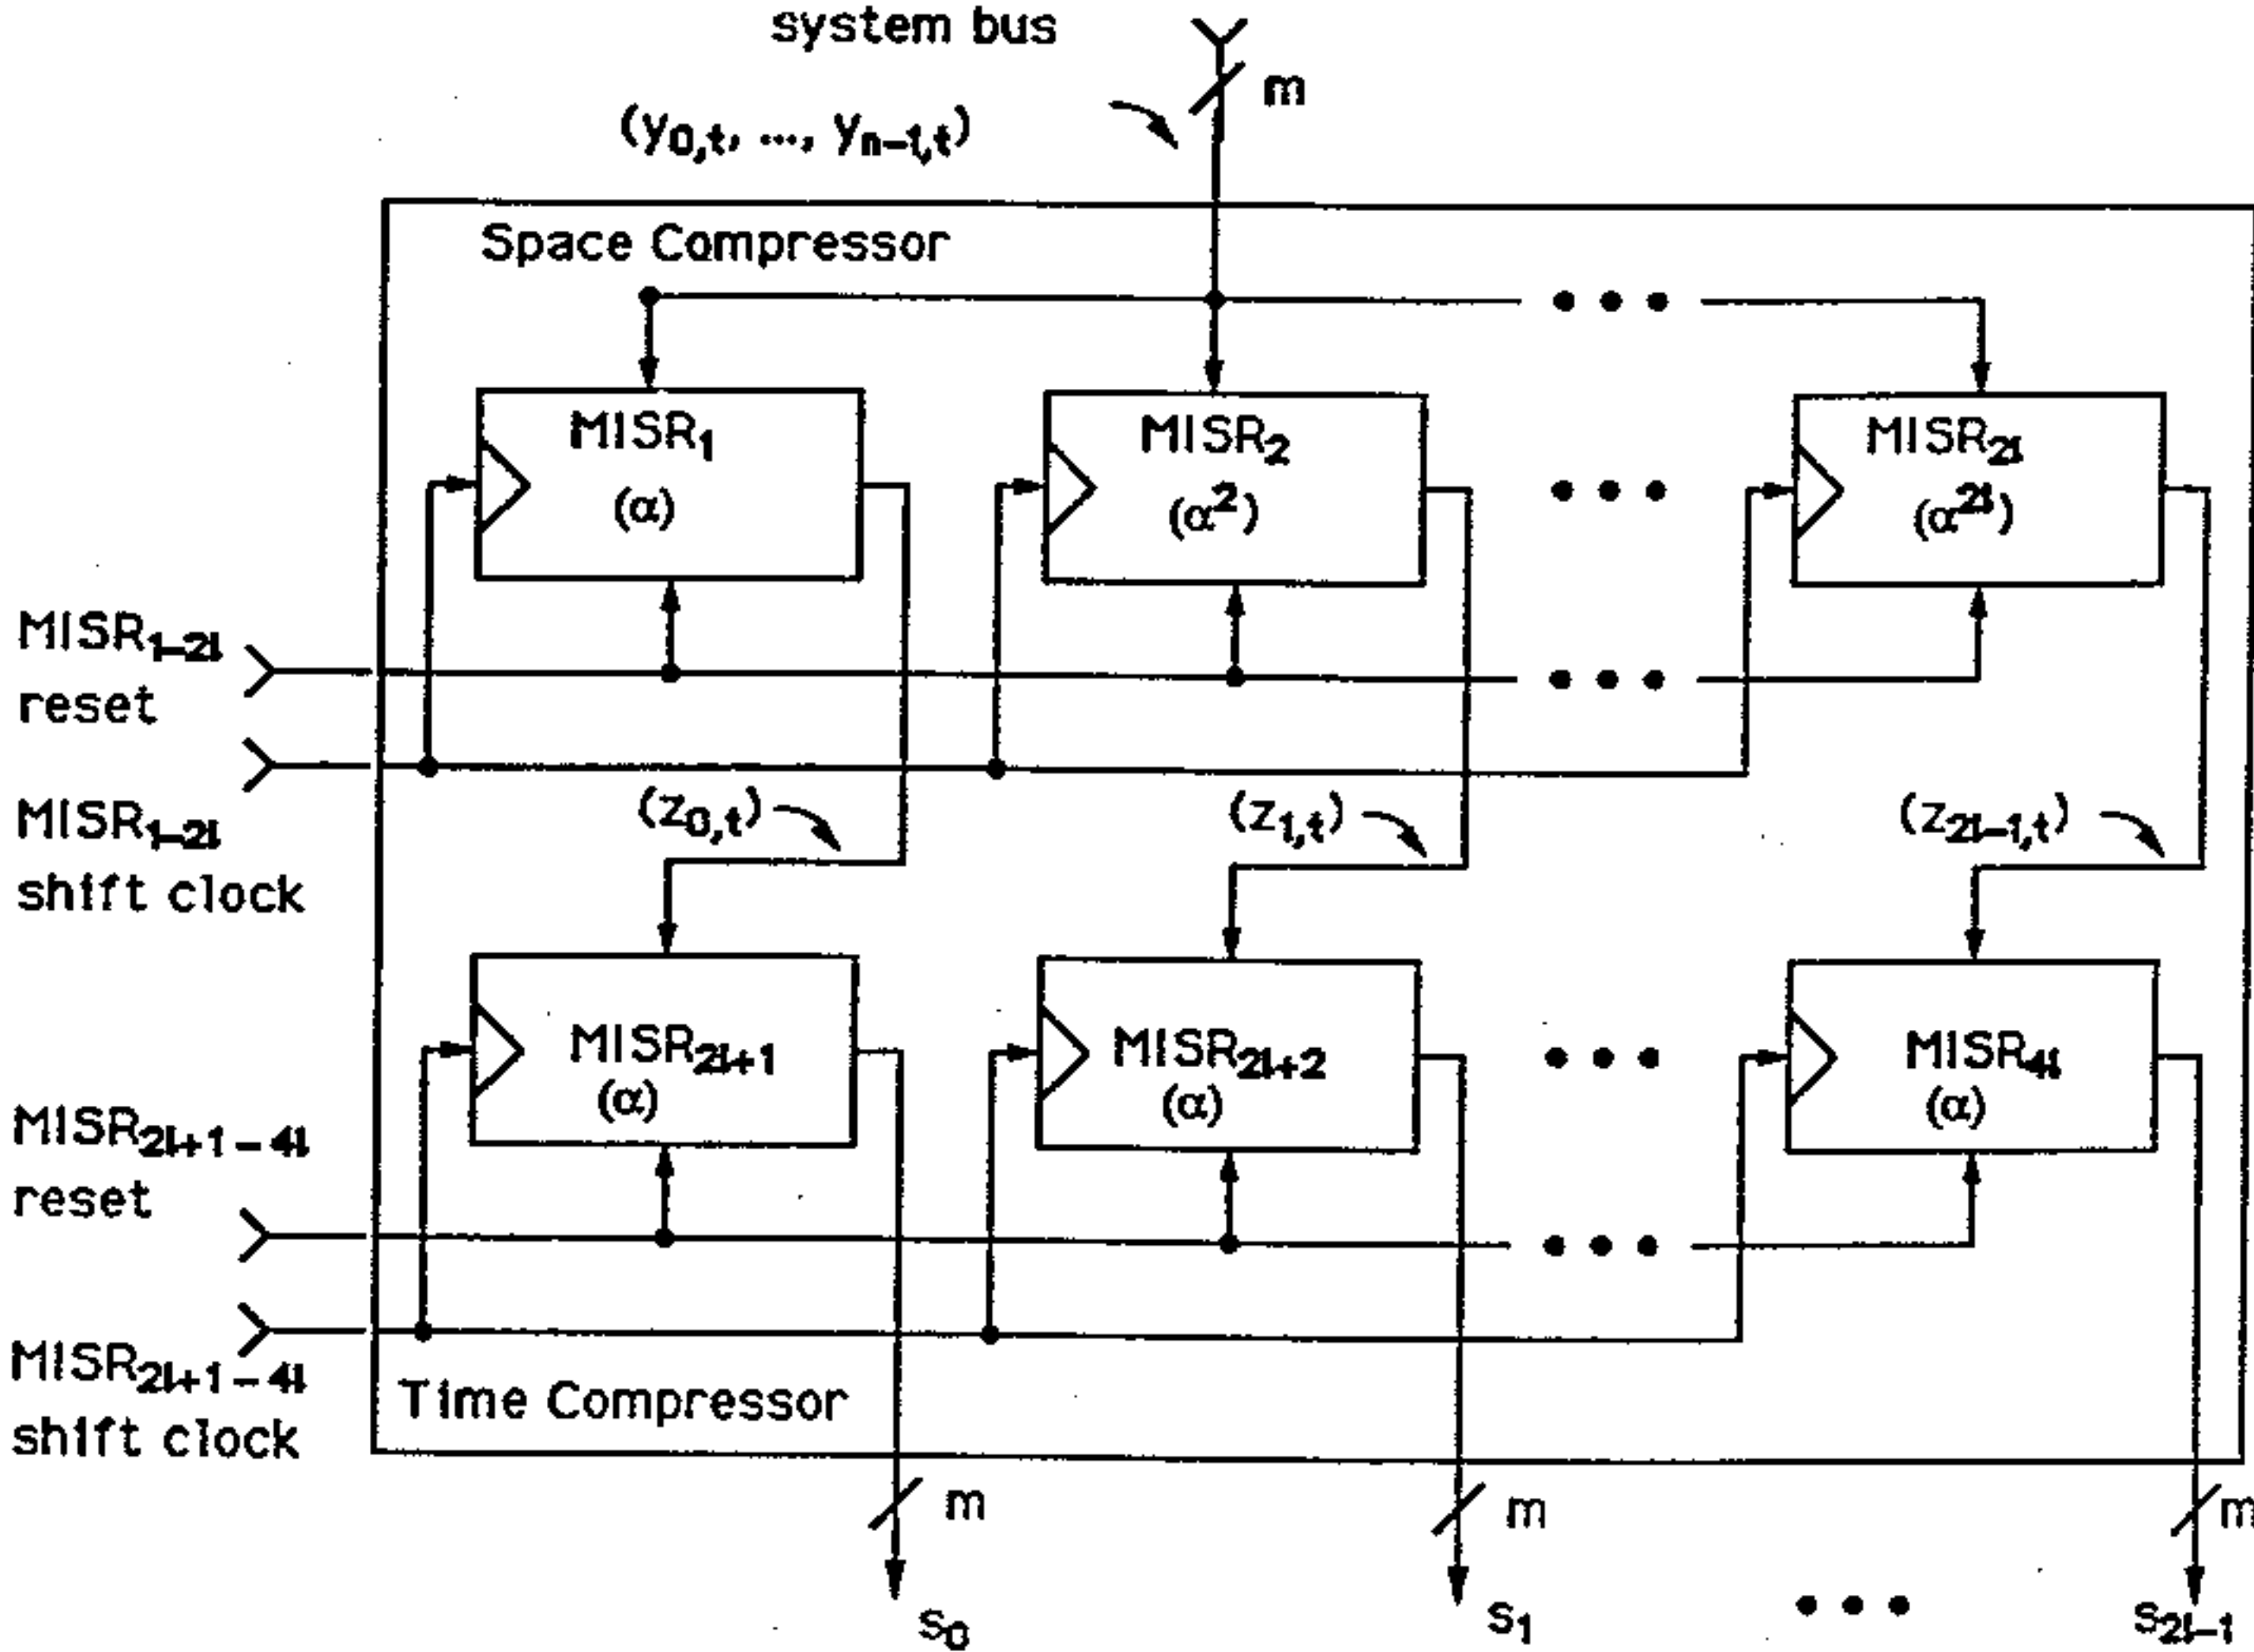 system bus
m
(y0,t, ..., yn-1,t)
Space Compressor
MISR1
(α)
MISR2
(α^2)
MISR2l
(α^2l)
MISR1-2l
reset
MISR1-2l
shift clock
(z0,t)
(z1,t)
(z2l-1,t)
MISR2l+1
(α)
MISR2l+2
(α)
MISR4l
(α)
MISR2l+1-4l
reset
MISR2l+1-4l
shift clock
Time Compressor
m
m
m
s0
s1
s2l-1